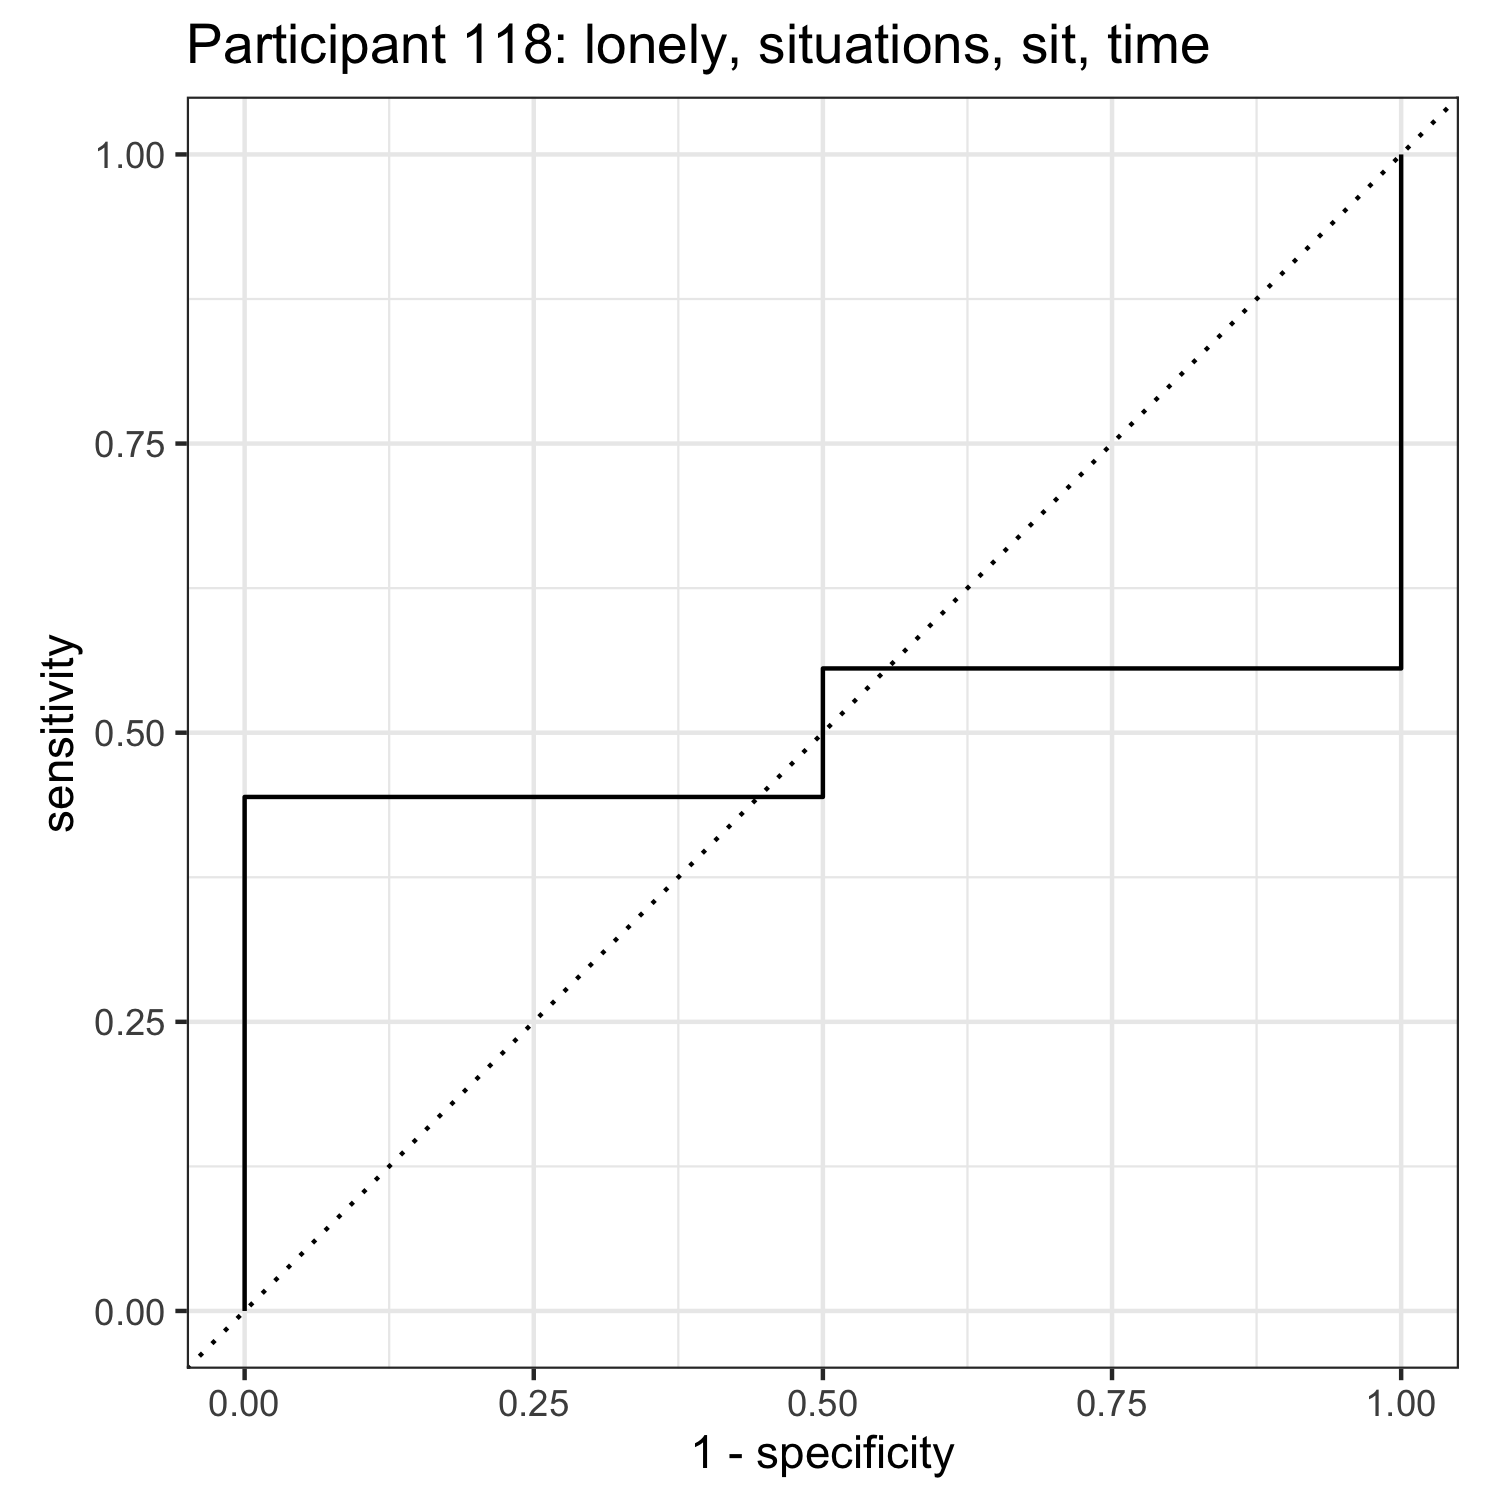 Participant 118: lonely, situations, sit, time
1.00
0.75
0.50
0.25
0.00
sensitivity
0.00 0.25 0.50 0.75 1.00
1 - specificity